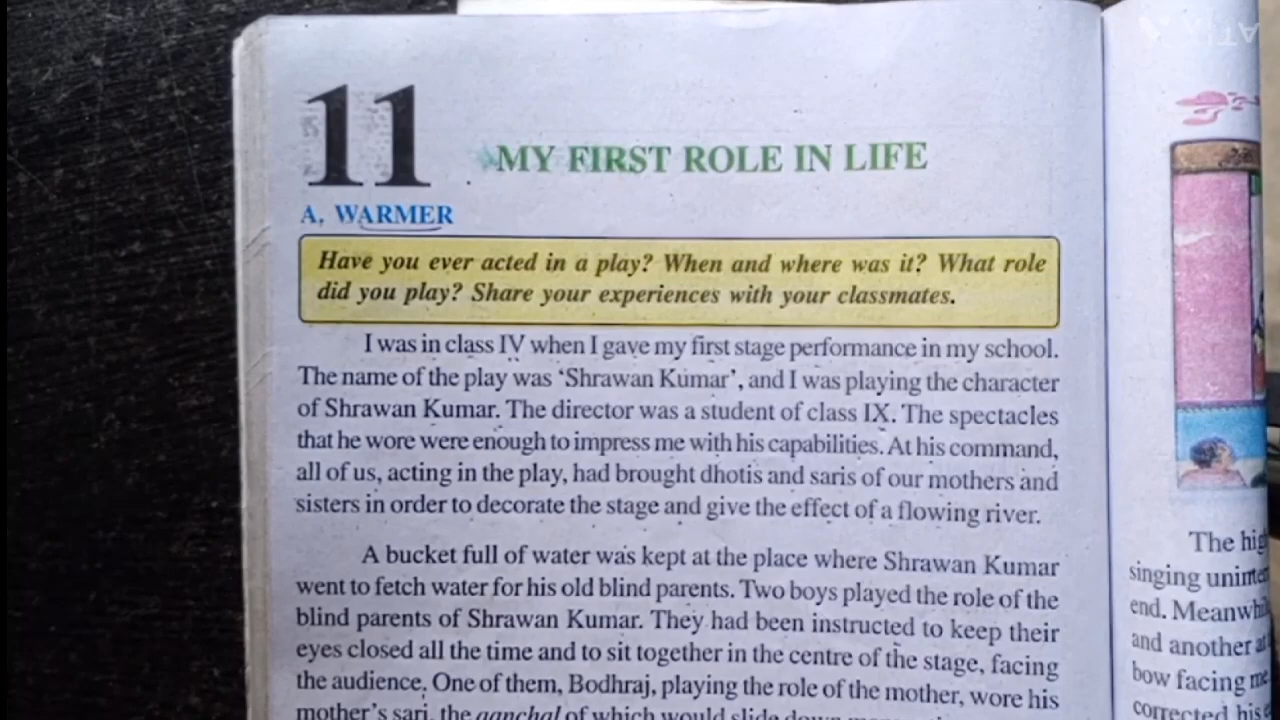 11
MY FIRST ROLE IN LIFE
A. WARMER
Have you ever acted in a play? When and where was it? What role
did you play? Share your experiences with your classmates.
I was in class IV when I gave my first stage performance in my school.
The name of the play was ‘Shrawan Kumar’, and I was playing the character
of Shrawan Kumar. The director was a student of class IX. The spectacles
that he wore were enough to impress me with his capabilities. At his command,
all of us, acting in the play, had brought dhotis and saris of our mothers and
sisters in order to decorate the stage and give the effect of a flowing river.
A bucket full of water was kept at the place where Shrawan Kumar
went to fetch water for his old blind parents. Two boys played the role of the
blind parents of Shrawan Kumar. They had been instructed to keep their
eyes closed all the time and to sit together in the centre of the stage, facing
the audience. One of them, Bodhraj, playing the role of the mother, wore his
mother's sari, the aanchal of which would slide down
The
singing
end.
and another
bow facing
corrected his